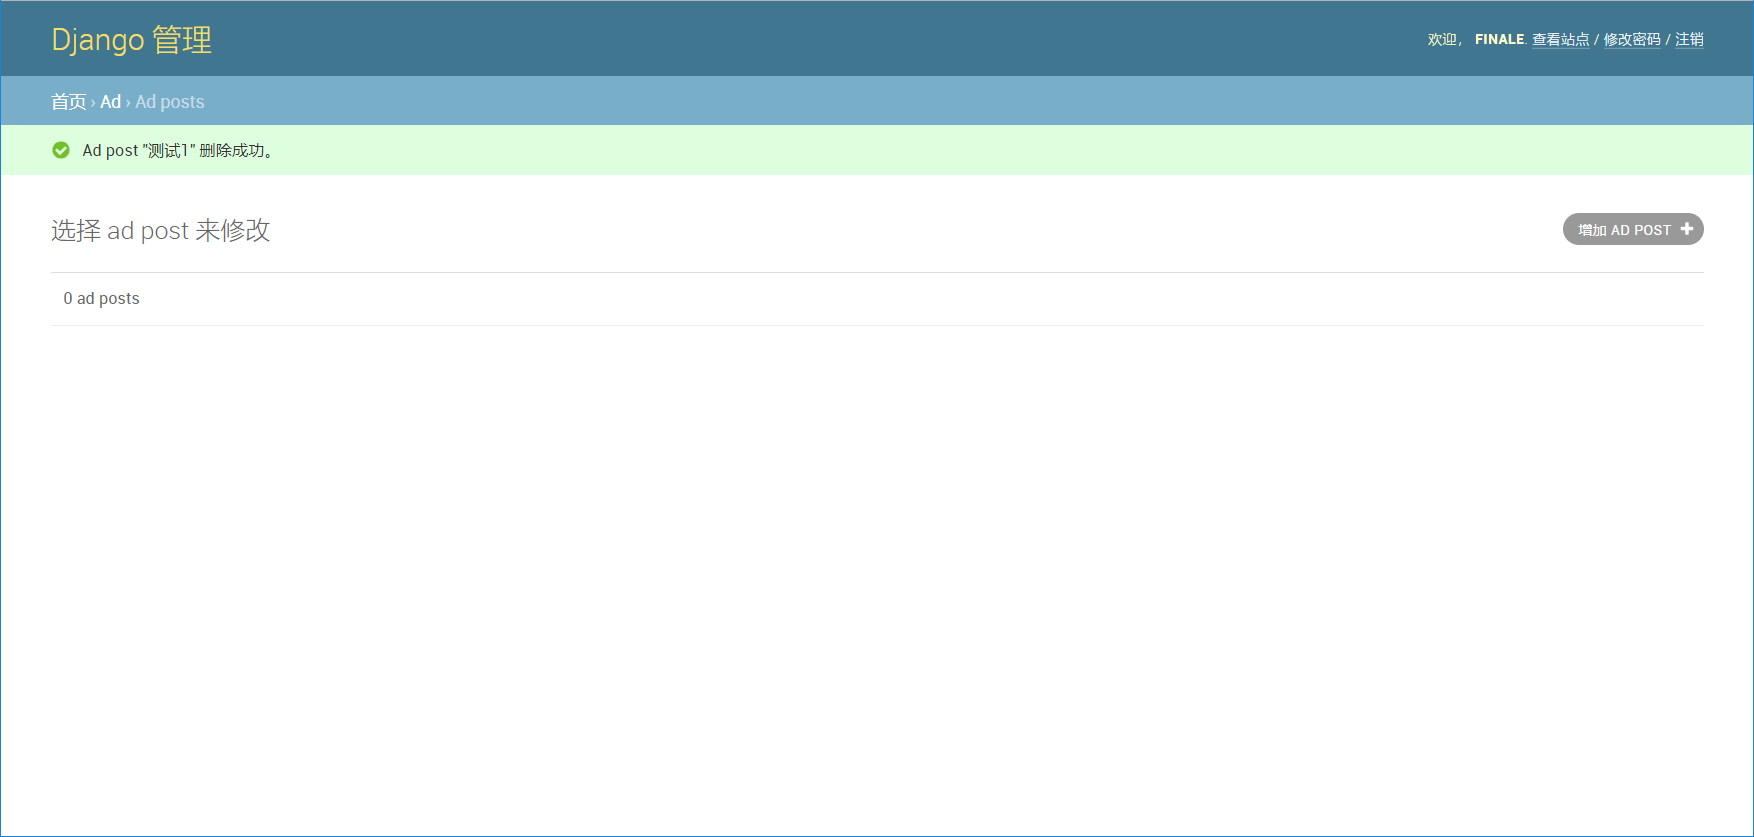 Django 管理
欢迎， FINALE. 查看站点 / 修改密码 / 注销
首页 › Ad › Ad posts
Ad post "测试1" 删除成功。
选择 ad post 来修改
增加 AD POST
0 ad posts